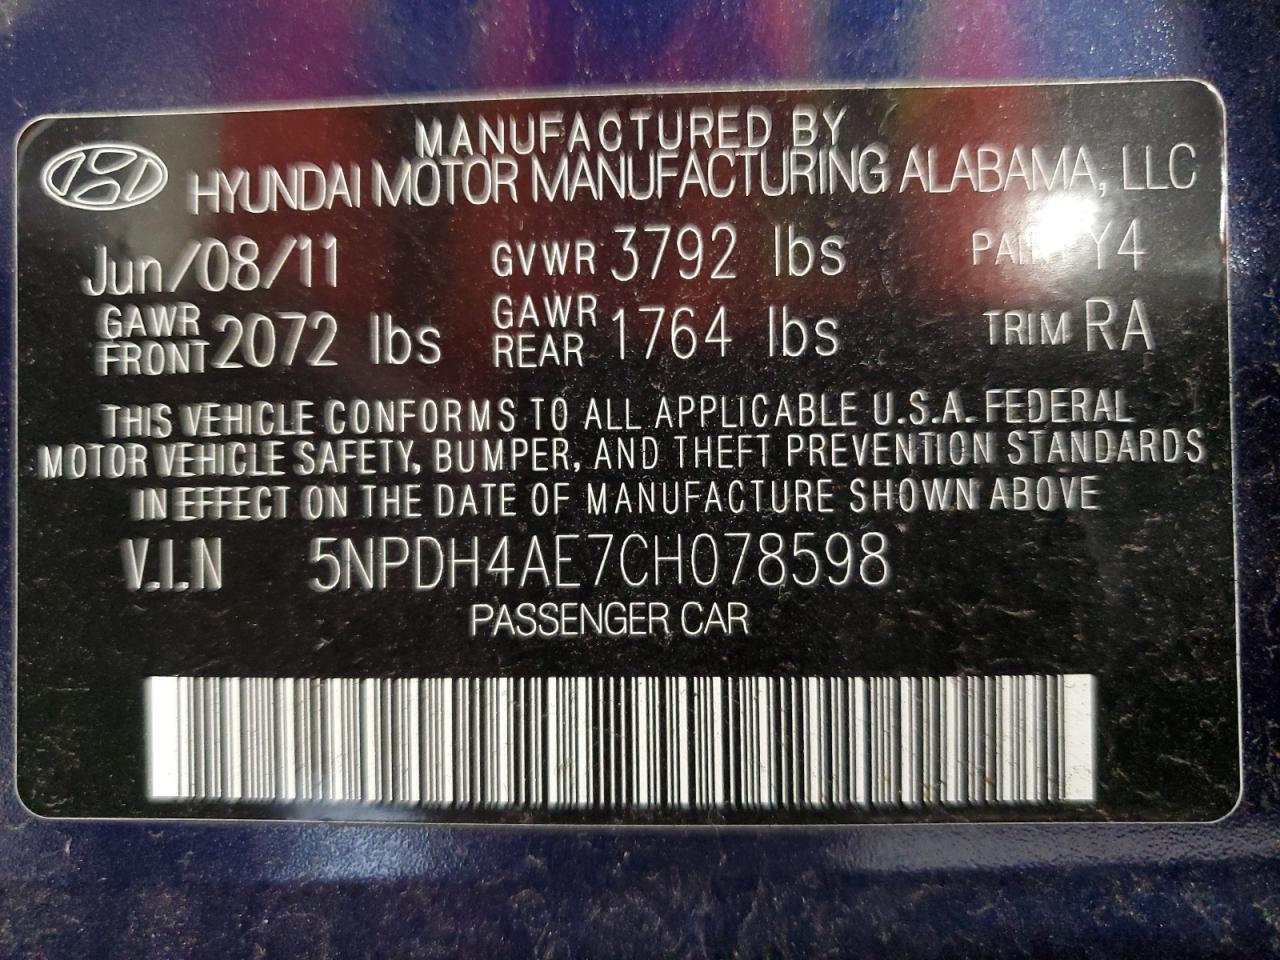 MANUFACTURED BY
HYUNDAI MOTOR MANUFACTURING ALABAMA, LLC
Jun/08/11 GVWR 3792 lbs PAINT Y4
GAWR FRONT 2072 lbs GAWR REAR 1764 lbs TRIM RA
THIS VEHICLE CONFORMS TO ALL APPLICABLE U.S.A. FEDERAL
MOTOR VEHICLE SAFETY, BUMPER, AND THEFT PREVENTION STANDARDS
IN EFFECT ON THE DATE OF MANUFACTURE SHOWN ABOVE
V.I.N 5NPDH4AE7CH078598
PASSENGER CAR